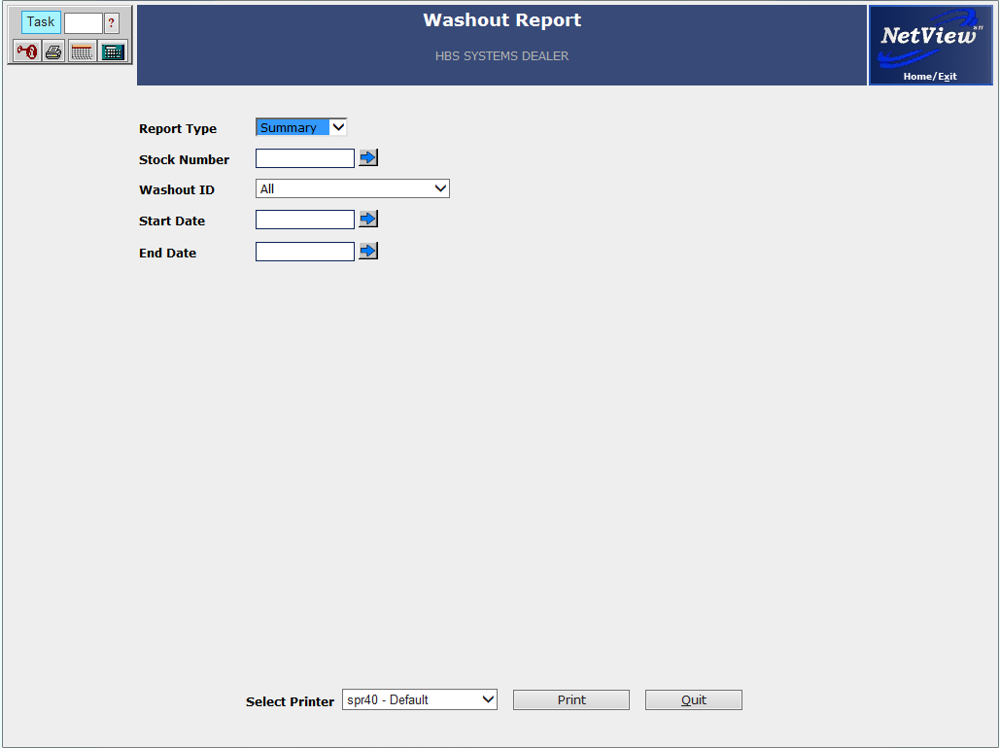 Task
?
Washout Report
HBS SYSTEMS DEALER
NetView sm
Home/Exit
Report Type Summary
Stock Number
Washout ID All
Start Date
End Date
Select Printer spr40 - Default Print Quit